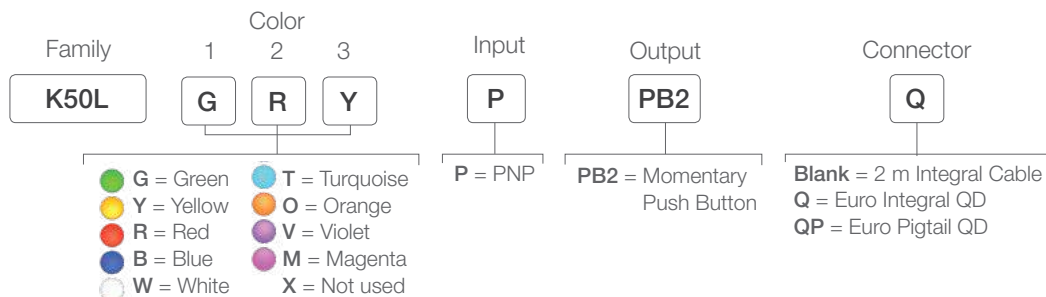 Color
Family 1 2 3 Input Output Connector
K50L G R Y P PB2 Q
G = Green T = Turquoise P = PNP PB2 = Momentary Blank = 2 m Integral Cable
Y = Yellow O = Orange Push Button Q = Euro Integral QD
R = Red V = Violet QP = Euro Pigtail QD
B = Blue M = Magenta
W = White X = Not used